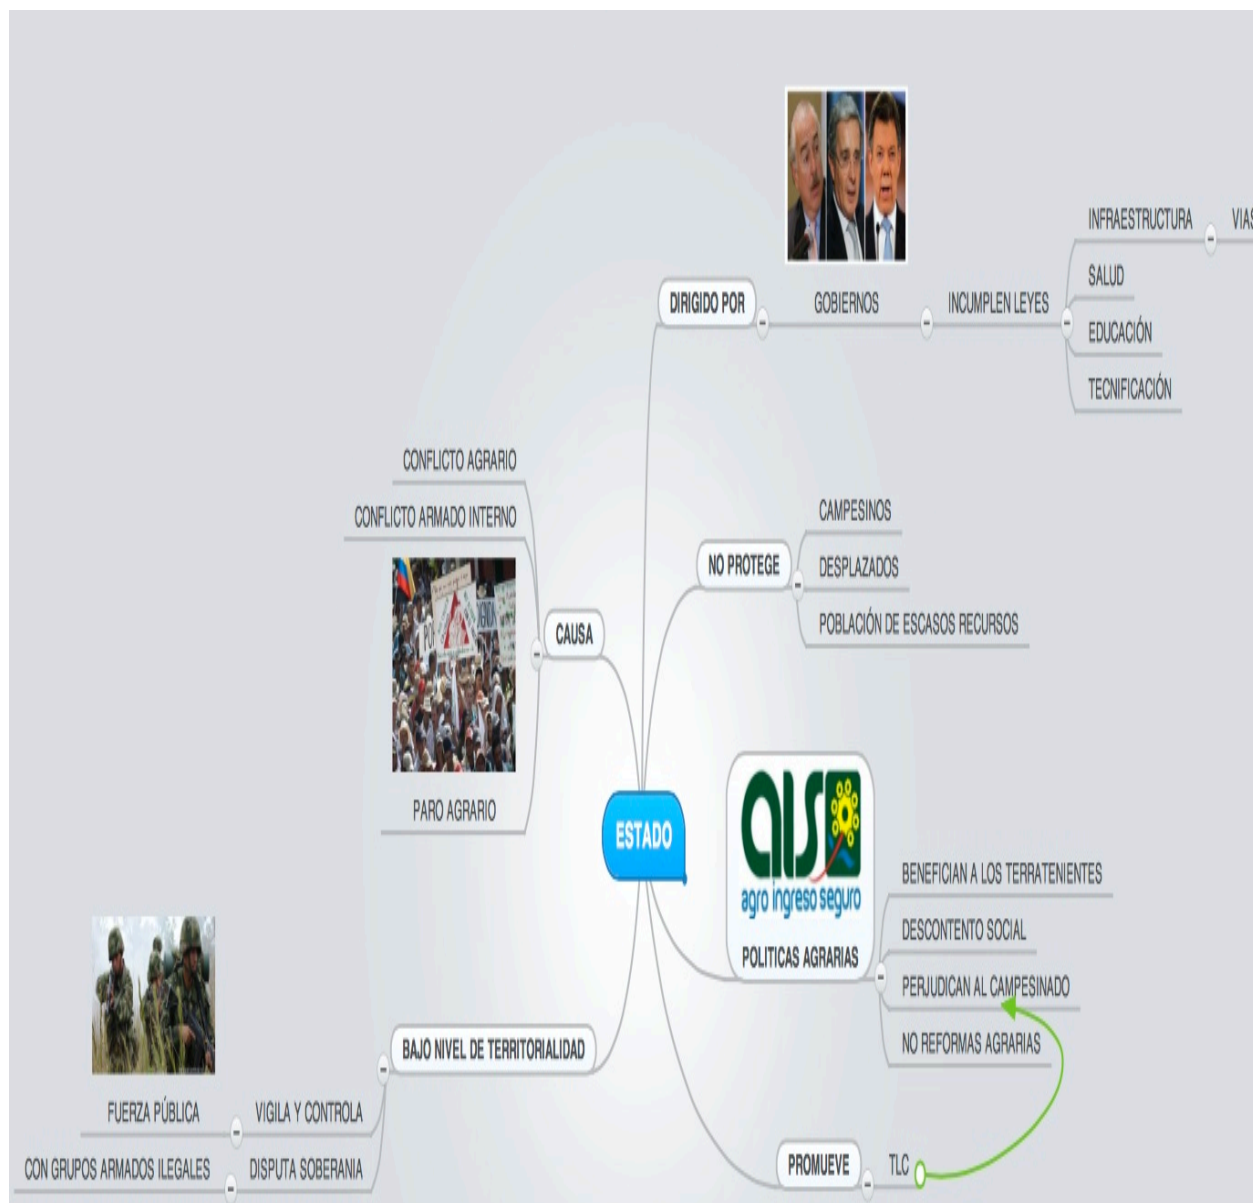 INFRAESTRUCTURA
VIAS
SALUD
DIRIGIDO POR
GOBIERNOS
INCUMPLEN LEYES
EDUCACIÓN
TECNIFICACIÓN
CONFLICTO AGRARIO
CONFLICTO ARMADO INTERNO
CAUSA
PARO AGRARIO
NO PROTEGE
CAMPESINOS
DESPLAZADOS
POBLACIÓN DE ESCASOS RECURSOS
ESTADO
ais
agro ingreso seguro
POLITICAS AGRARIAS
BENEFICIAN A LOS TERRATENIENTES
DESCONTENTO SOCIAL
PERJUDICAN AL CAMPESINADO
NO REFORMAS AGRARIAS
BAJO NIVEL DE TERRITORIALIDAD
FUERZA PÚBLICA
VIGILA Y CONTROLA
CON GRUPOS ARMADOS ILEGALES
DISPUTA SOBERANIA
PROMUEVE
TLC